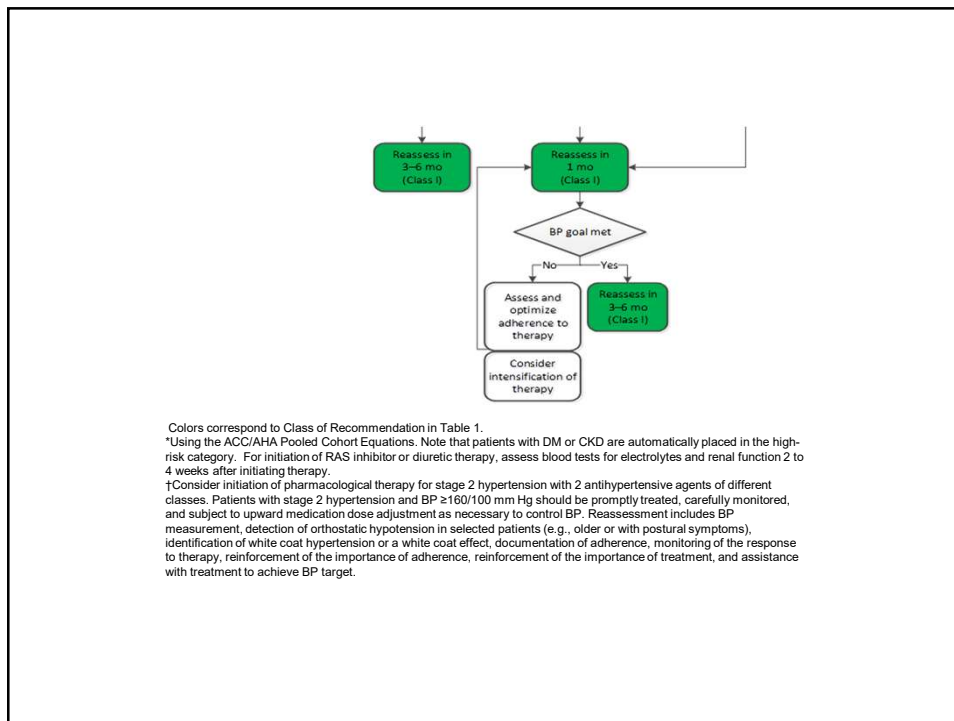 Reassess in
3–6 mo
(Class I)
Reassess in
1 mo
(Class I)
BP goal met
No
Yes
Assess and
optimize
adherence to
therapy
Reassess in
3–6 mo
(Class I)
Consider
intensification of
therapy
Colors correspond to Class of Recommendation in Table 1.
*Using the ACC/AHA Pooled Cohort Equations. Note that patients with DM or CKD are automatically placed in the high-
risk category. For initiation of RAS inhibitor or diuretic therapy, assess blood tests for electrolytes and renal function 2 to
4 weeks after initiating therapy.
†Consider initiation of pharmacological therapy for stage 2 hypertension with 2 antihypertensive agents of different
classes. Patients with stage 2 hypertension and BP ≥160/100 mm Hg should be promptly treated, carefully monitored,
and subject to upward medication dose adjustment as necessary to control BP. Reassessment includes BP
measurement, detection of orthostatic hypotension in selected patients (e.g., older or with postural symptoms),
identification of white coat hypertension or a white coat effect, documentation of adherence, monitoring of the response
to therapy, reinforcement of the importance of adherence, reinforcement of the importance of treatment, and assistance
with treatment to achieve BP target.